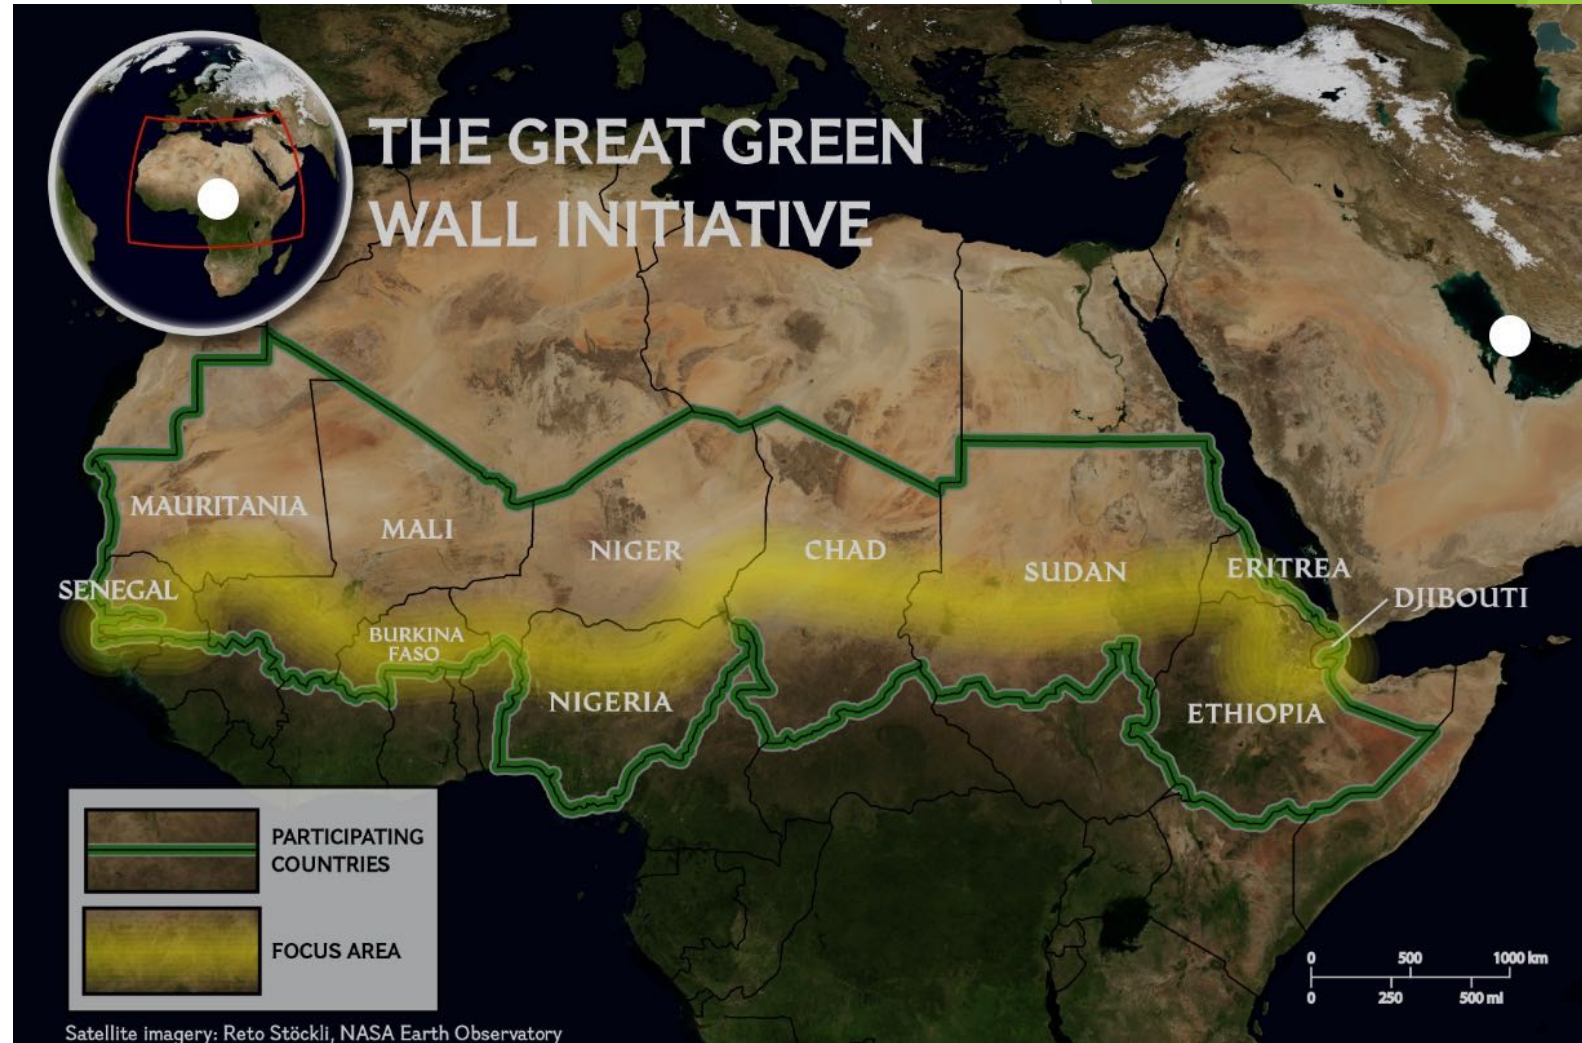 THE GREAT GREEN
WALL INITIATIVE
MAURITANIA
MALI
NIGER
CHAD
SUDAN
ERITREA
DJIBOUTI
SENEGAL
BURKINA
FASO
NIGERIA
ETHIOPIA
PARTICIPATING
COUNTRIES
FOCUS AREA
0 500 1000 km
0 250 500 mi
Satellite imagery: Reto Stöckli, NASA Earth Observatory